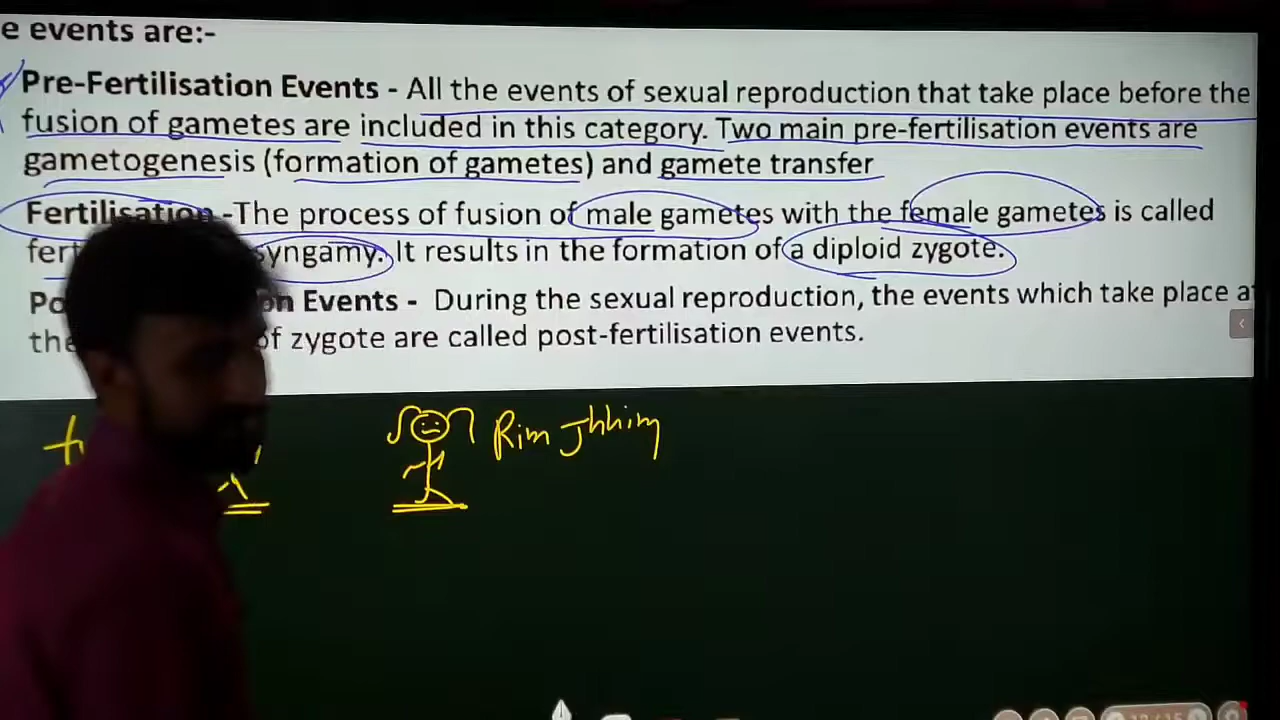 e events are:-
Pre-Fertilisation Events - All the events of sexual reproduction that take place before the
fusion of gametes are included in this category. Two main pre-fertilisation events are
gametogenesis (formation of gametes) and gamete transfer
Fertilisation -The process of fusion of male gametes with the female gametes is called
fer syngamy. It results in the formation of a diploid zygote.
Po on Events - During the sexual reproduction, the events which take place a
the of zygote are called post-fertilisation events.
Rim Jhhim